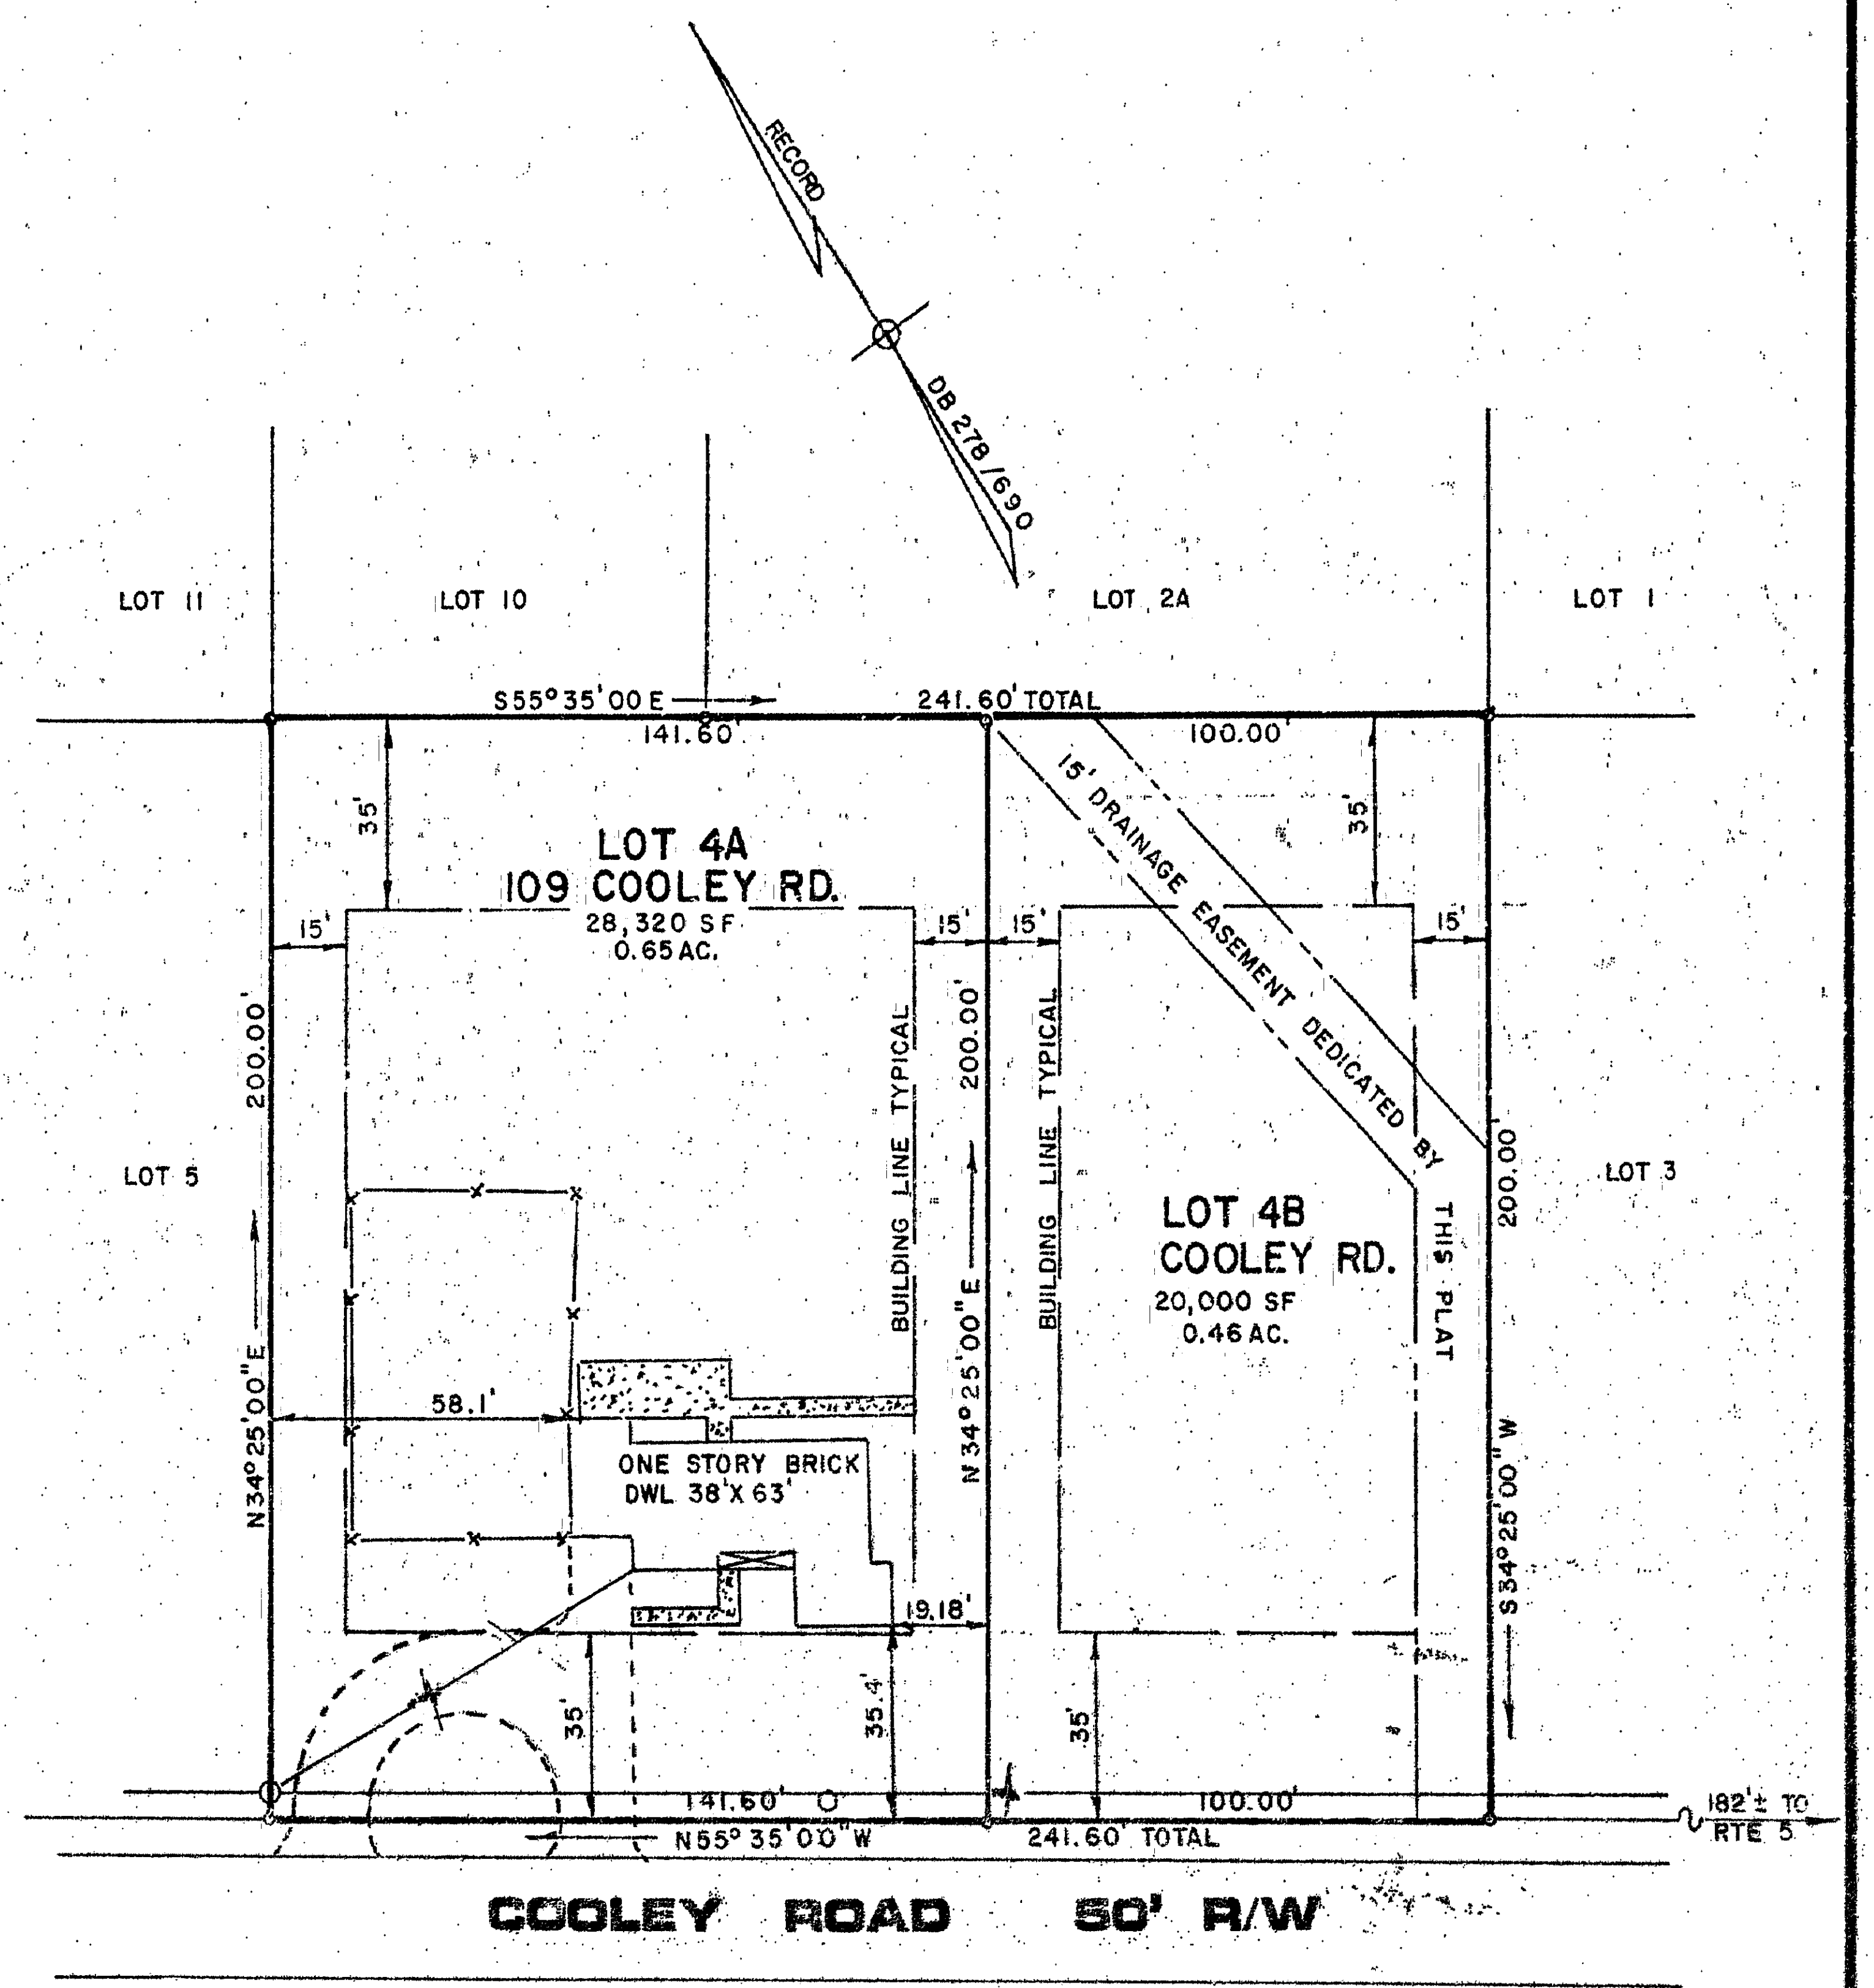 RECORD
DB 278/690
LOT 11
LOT 10
LOT 2A
LOT 1
S55°35'00 E
241.60' TOTAL
141.60'
100.00'
35'
35'
15' DRAINAGE EASEMENT DEDICATED BY THIS PLAT
LOT 4A
109 COOLEY RD.
28,320 SF
0.65 AC.
15'
15'
15'
15'
200.00'
N34°25'00"E
BUILDING LINE TYPICAL
200.00'
N34°25'00"E
BUILDING LINE TYPICAL
LOT 5
LOT 3
LOT 4B
COOLEY RD.
20,000 SF
0.46 AC.
200.00'
S34°25'00"W
58.1'
ONE STORY BRICK
DWL 38'X 63'
19.18'
35'
35.4'
35'
141.60'
100.00'
N55°35'00"W
241.60' TOTAL
182'± TO
RTE 5
COOLEY ROAD 50' R/W